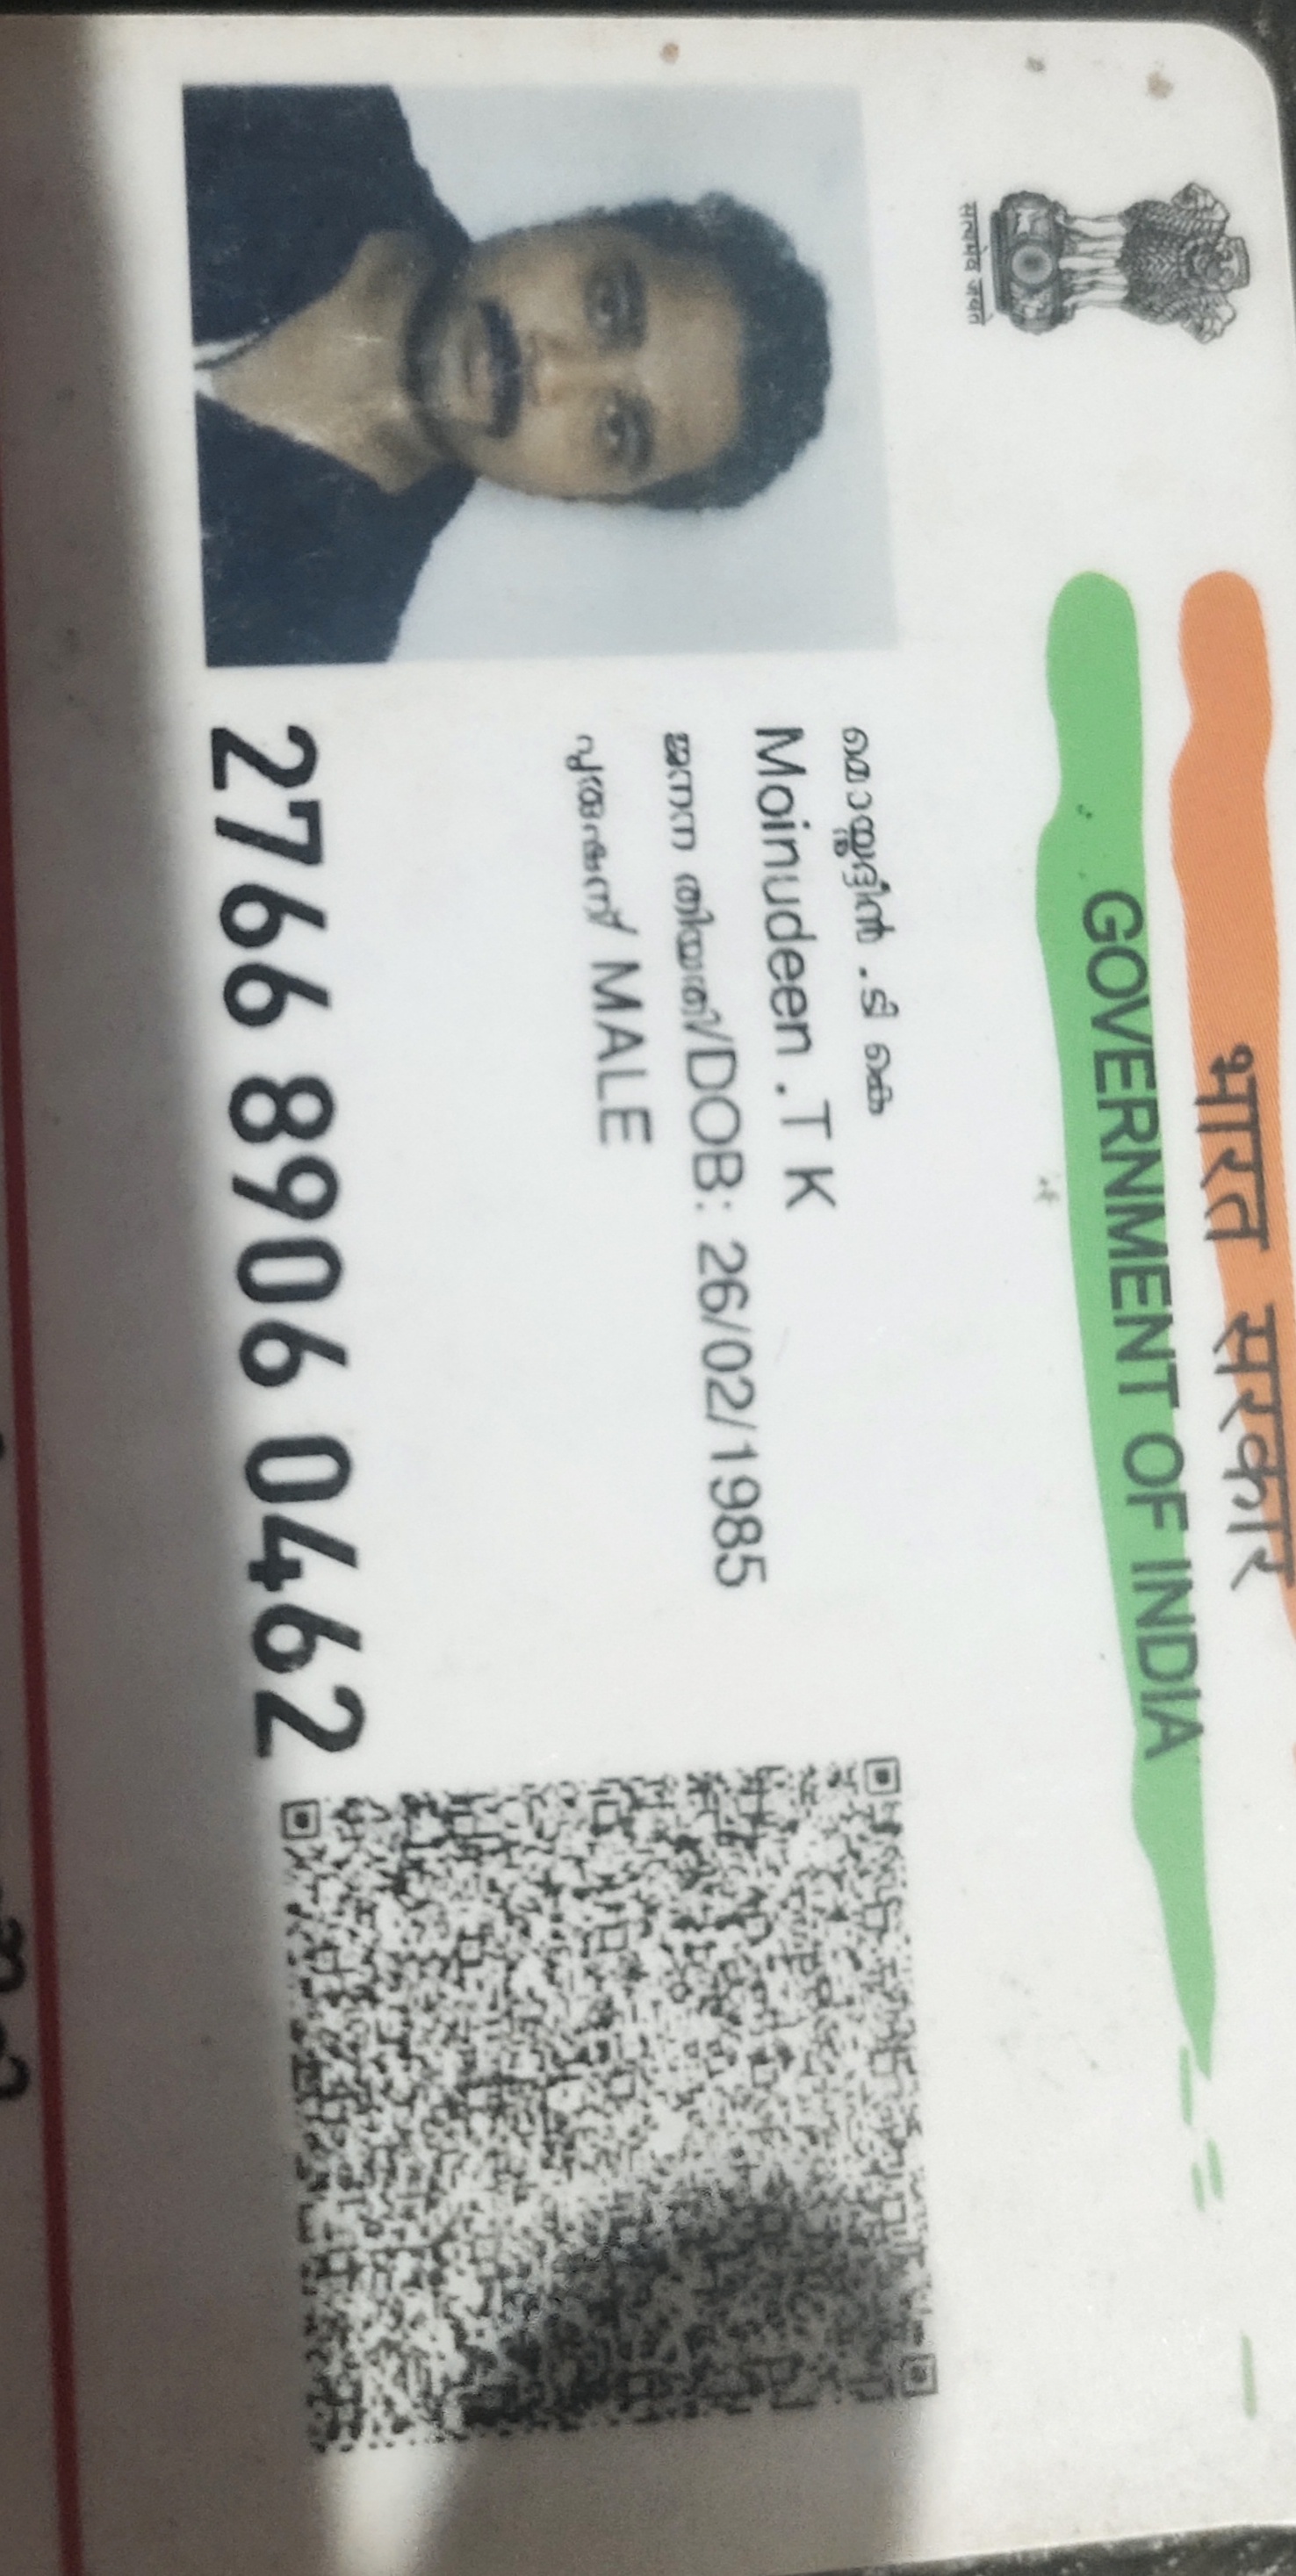 भारत सरकार
GOVERNMENT OF INDIA
सत्यमेव जयते
മൊയ്നുദ്ദീൻ .ടി കെ
Moinudeen .T K
ജനന തിയതി/DOB: 26/02/1985
പുരുഷന്/ MALE
2766 8906 0462